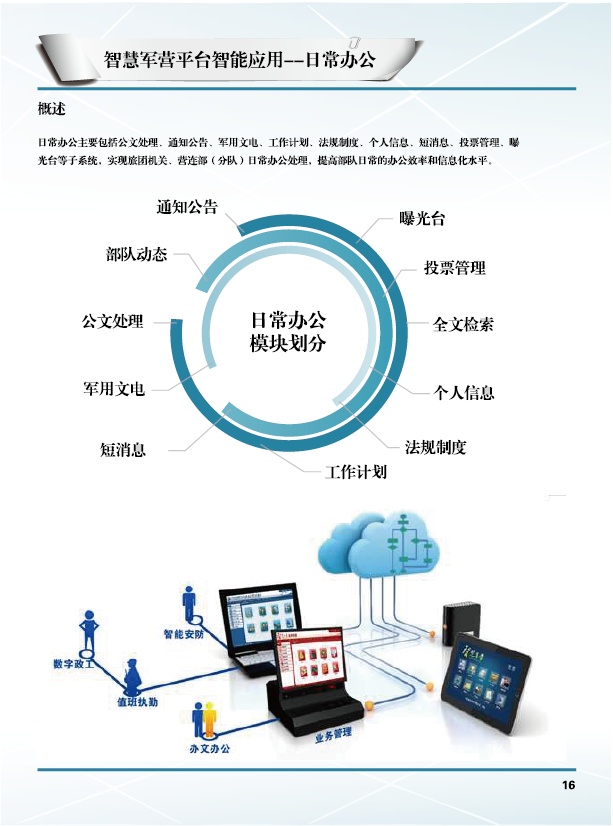 智慧军营平台智能应用--日常办公
概述
日常办公主要包括公文处理、通知公告、军用文电、工作计划、法规制度、个人信息、短消息、投票管理、曝
光台等子系统，实现旅团机关、营连部（分队）日常办公处理，提高部队日常的办公效率和信息化水平。
通知公告
曝光台
部队动态
投票管理
日常办公
模块划分
公文处理
全文检索
军用文电
个人信息
短消息
法规制度
工作计划
智能安防
数字政工
值班执勤
办文办公
业务管理
16